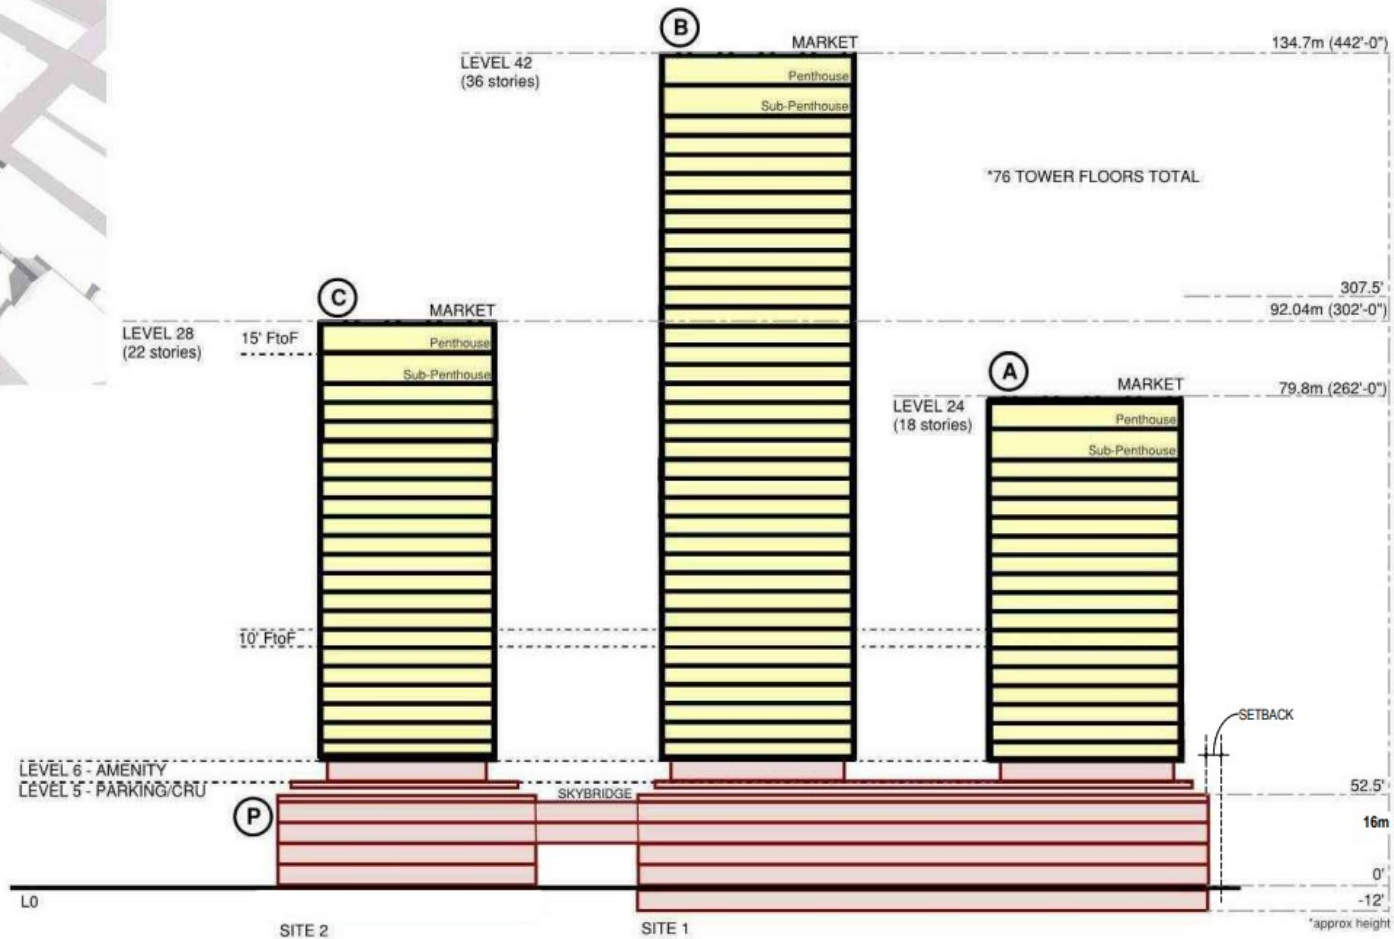 B
MARKET
134.7m (442'-0")
LEVEL 42
(36 stories)
Penthouse
Sub-Penthouse
*76 TOWER FLOORS TOTAL
C
MARKET
307.5'
92.04m (302'-0")
LEVEL 28
(22 stories)
15' FtoF
Penthouse
Sub-Penthouse
A
MARKET
79.8m (262'-0")
LEVEL 24
(18 stories)
Penthouse
Sub-Penthouse
10' FtoF
SETBACK
LEVEL 6 - AMENITY
LEVEL 5 - PARKING/CRU
SKYBRIDGE
52.5'
P
16m
0'
L0
-12'
SITE 2
SITE 1
*approx height